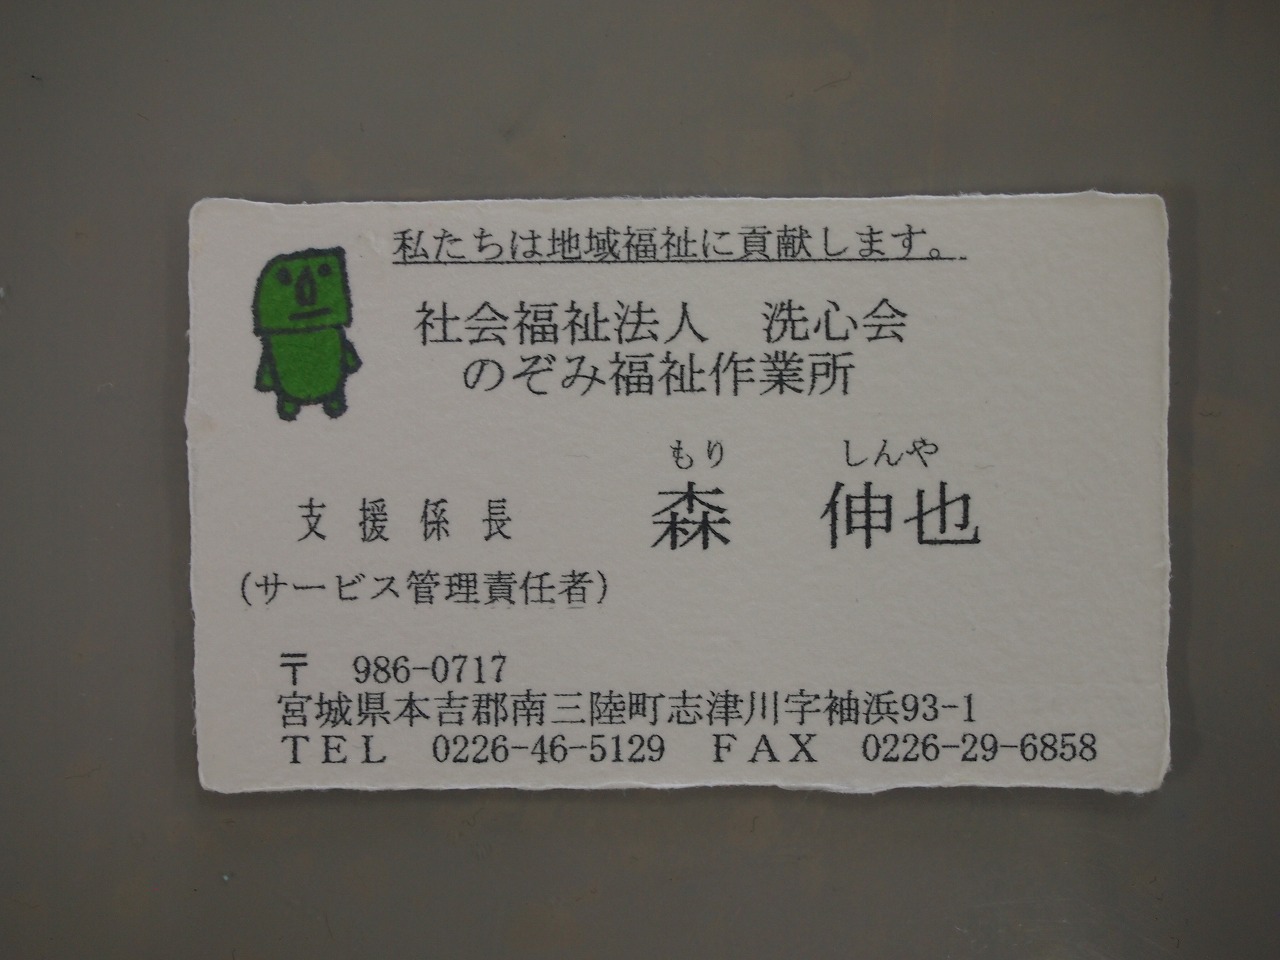 私たちは地域福祉に貢献します。
社会福祉法人　洗心会
のぞみ福祉作業所
もり　しんや
支援係長　森　伸也
（サービス管理責任者）
〒　986-0717
宮城県本吉郡南三陸町志津川字袖浜93-1
ＴＥＬ　0226-46-5129　ＦＡＸ　0226-29-6858